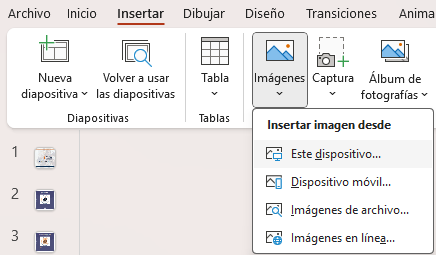 Archivo Inicio Insertar Dibujar Diseño Transiciones Anima
Nueva diapositiva
Volver a usar las diapositivas
Tabla
Imágenes
Captura
Álbum de fotografías
Diapositivas
Tablas
Insertar imagen desde
Este dispositivo...
Dispositivo móvil...
Imágenes de archivo...
Imágenes en línea...
1
2
3